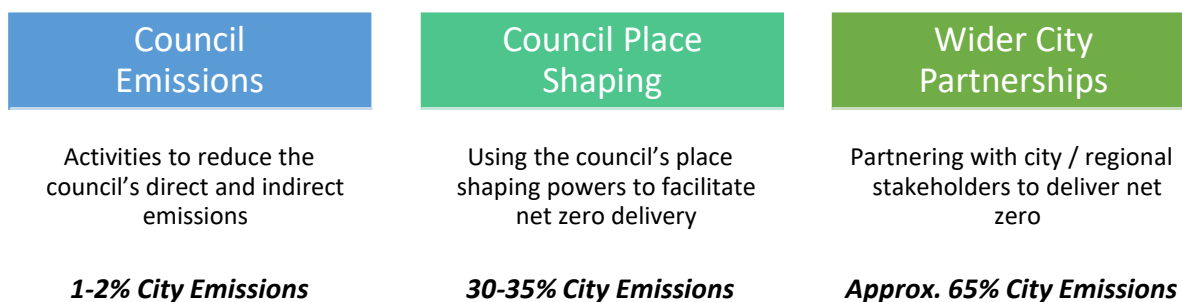 Council
Emissions
Activities to reduce the
council's direct and indirect
emissions
1-2% City Emissions
Council Place
Shaping
Using the council's place
shaping powers to facilitate
net zero delivery
30-35% City Emissions
Wider City
Partnerships
Partnering with city / regional
stakeholders to deliver net
zero
Approx. 65% City Emissions